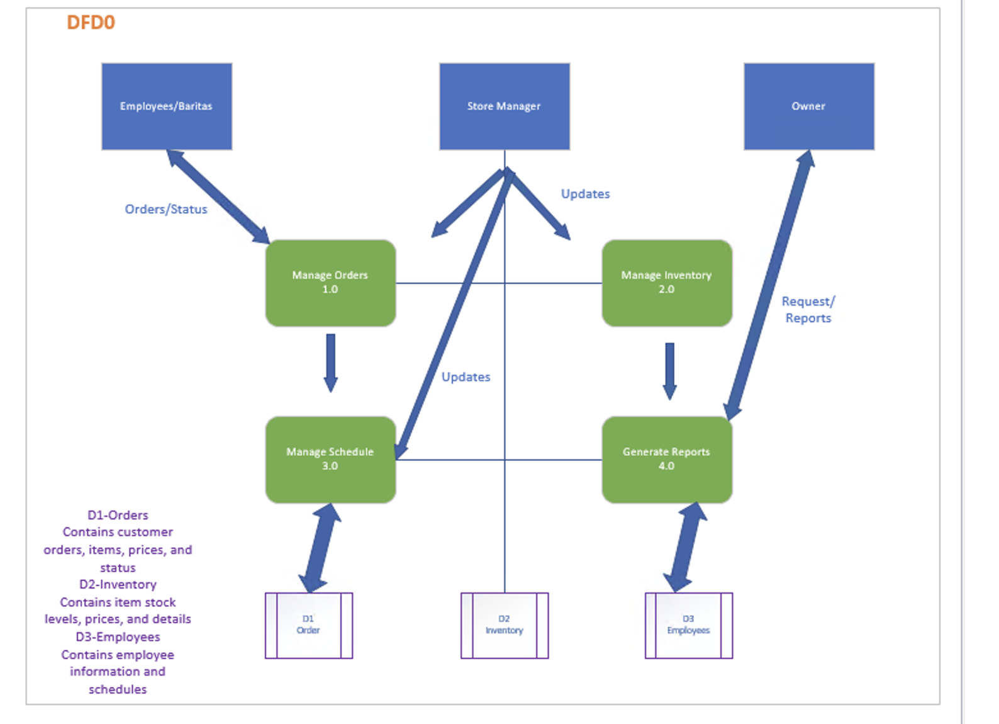 DFD0
Employees/Baritas
Store Manager
Owner
Updates
Orders/Status
Manage Orders
1.0
Manage Inventory
2.0
Request/
Reports
Updates
Manage Schedule
3.0
Generate Reports
4.0
D1-Orders
Contains customer
orders, items, prices, and
status
D2-Inventory
Contains item stock
levels, prices, and details
D3-Employees
Contains employee
information and
schedules
D1
Order
D2
Inventory
D3
Employees